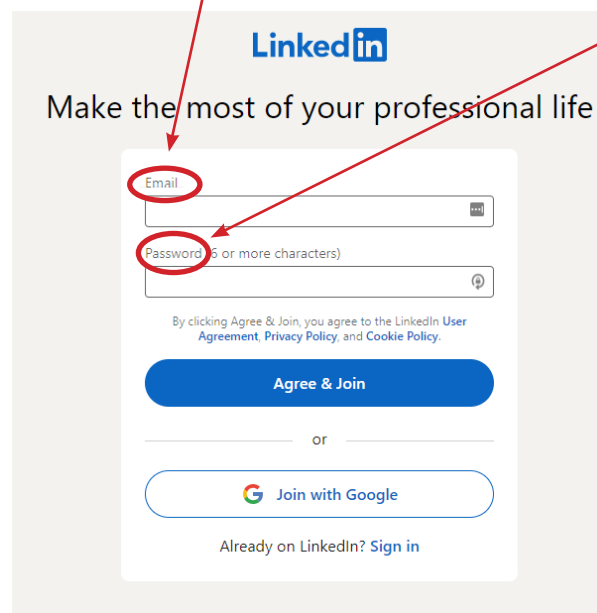 Linked in
Make the most of your professional life
Email
Password (6 or more characters)
By clicking Agree & Join, you agree to the LinkedIn User
Agreement, Privacy Policy, and Cookie Policy.
Agree & Join
or
Join with Google
Already on LinkedIn? Sign in